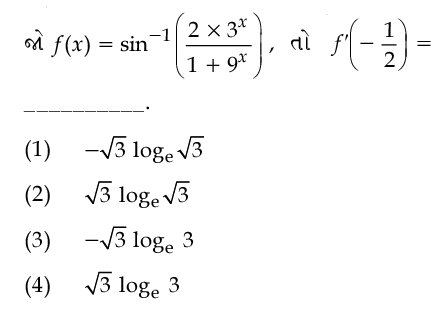 જો f(x) = sin⁻¹((2 × 3ˣ)/(1 + 9ˣ)), તો f′(−1/2) =
__________.
(1) −√3 logₑ √3
(2) √3 logₑ √3
(3) −√3 logₑ 3
(4) √3 logₑ 3